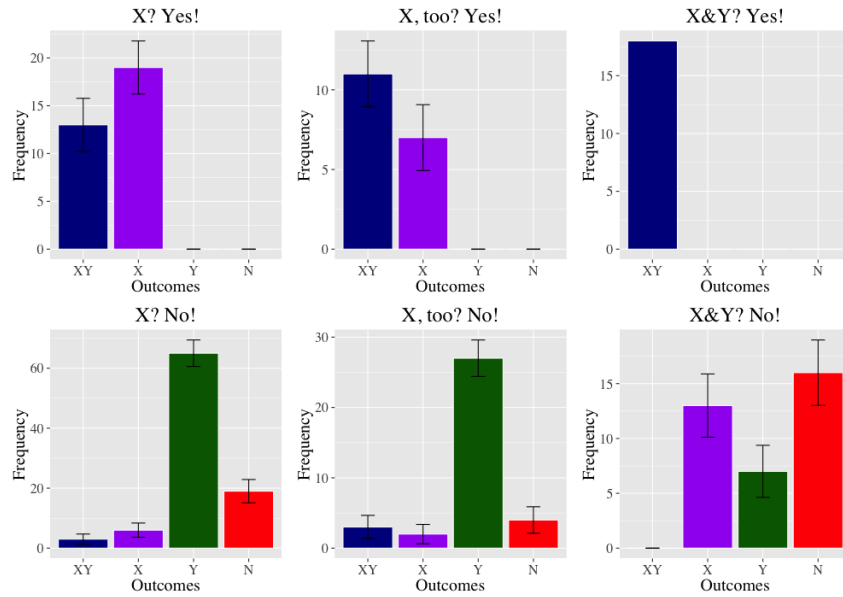 X? Yes!
X, too? Yes!
X&Y? Yes!
Frequency
20
15
10
5
0
XY X Y N
Outcomes
Frequency
10
5
0
XY X Y N
Outcomes
Frequency
15
10
5
0
XY X Y N
Outcomes
X? No!
X, too? No!
X&Y? No!
Frequency
60
40
20
0
XY X Y N
Outcomes
Frequency
30
20
10
0
XY X Y N
Outcomes
Frequency
15
10
5
0
XY X Y N
Outcomes